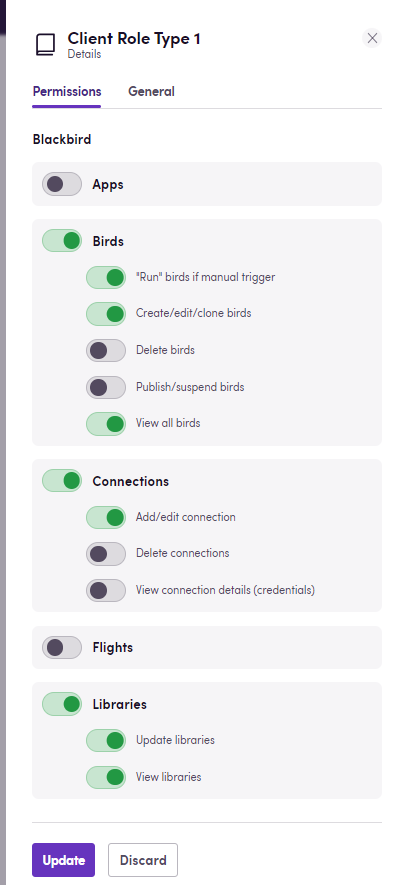 Client Role Type 1
Details
Permissions General
Blackbird
Apps
Birds
"Run" birds if manual trigger
Create/edit/clone birds
Delete birds
Publish/suspend birds
View all birds
Connections
Add/edit connection
Delete connections
View connection details (credentials)
Flights
Libraries
Update libraries
View libraries
Update Discard